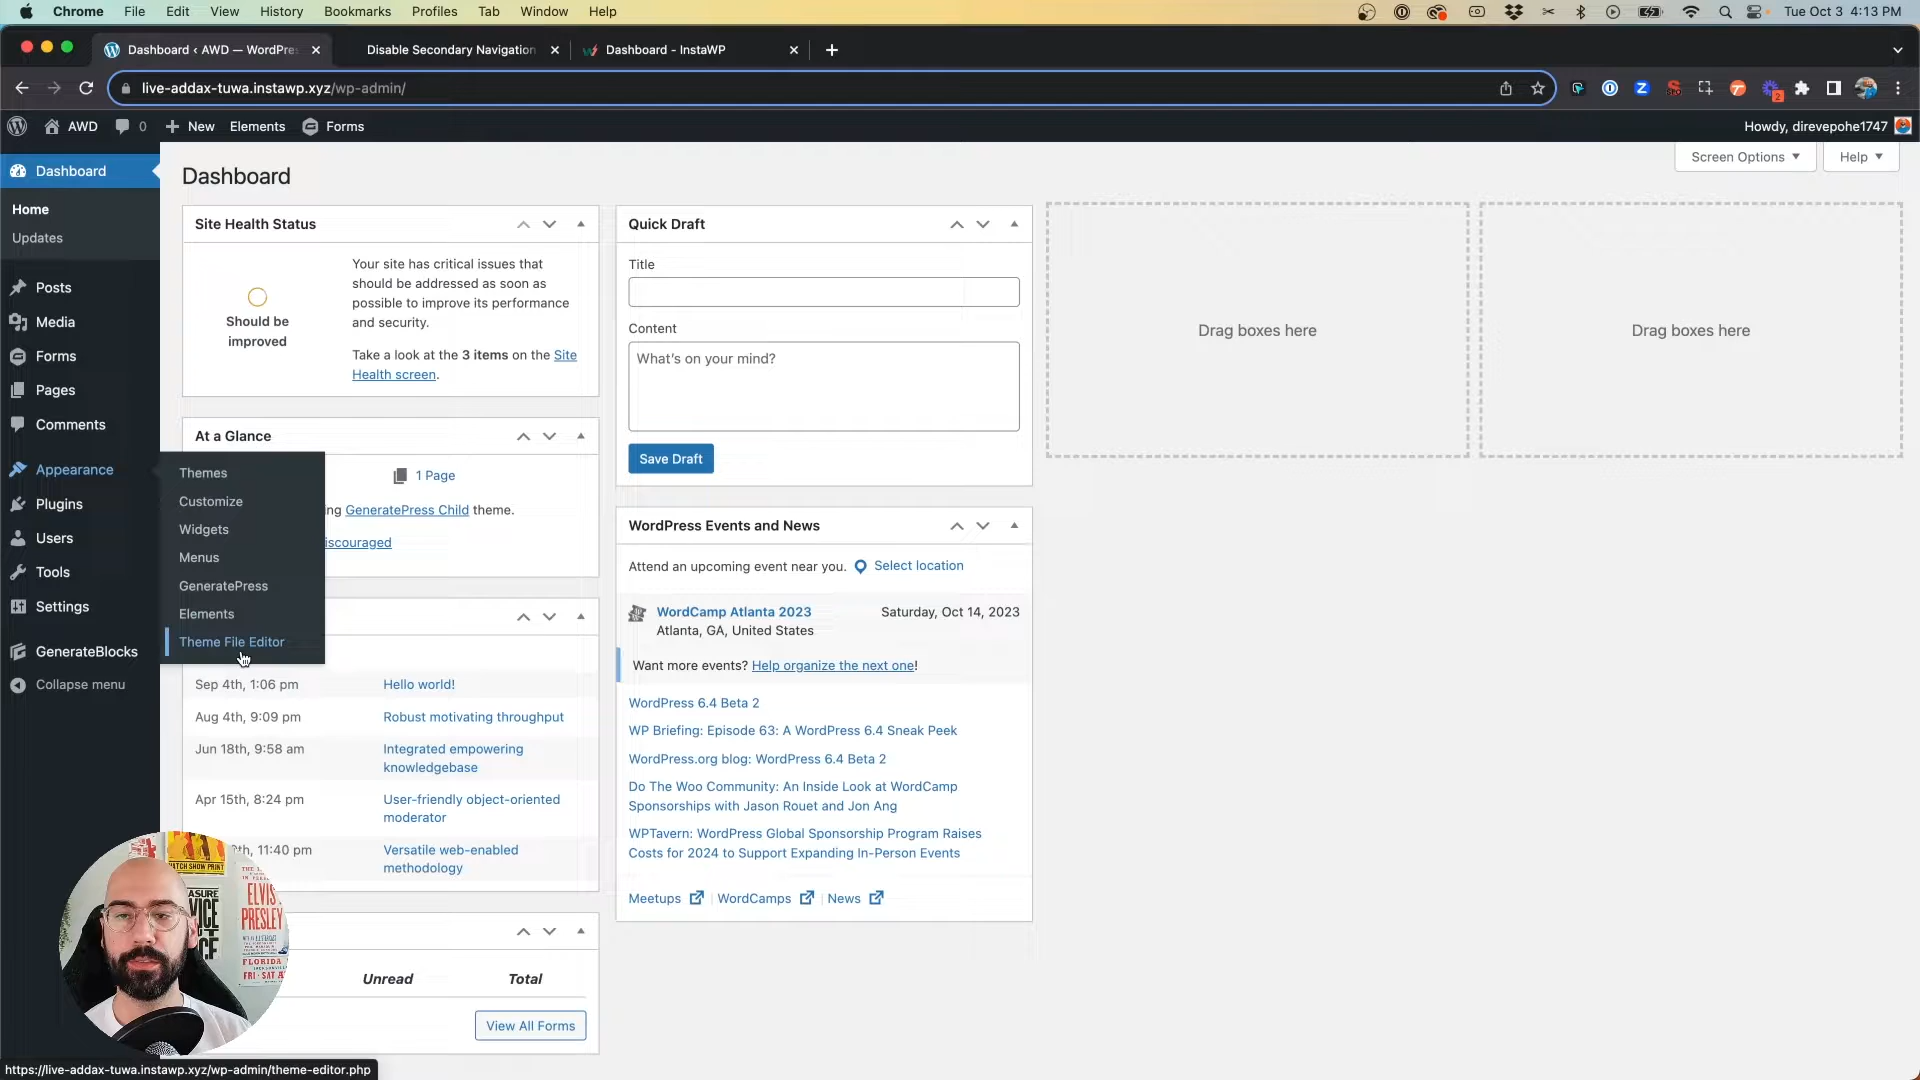 Chrome File Edit View History Bookmarks Profiles Tab Window Help Tue Oct 3 4:13 PM
Dashboard ‹ AWD — WordPre
Disable Secondary Navigation
Dashboard - InstaWP
live-addax-tuwa.instawp.xyz/wp-admin/
AWD 0 New Elements Forms Howdy, direvepohe1747
Screen Options Help
Dashboard
Home
Updates
Posts
Media
Forms
Pages
Comments
Appearance
Plugins
Users
Tools
Settings
GenerateBlocks
Collapse menu
Themes
Customize
Widgets
Menus
GeneratePress
Elements
Theme File Editor
Dashboard
Site Health Status
Should be
improved
Your site has critical issues that
should be addressed as soon as
possible to improve its performance
and security.
Take a look at the 3 items on the Site
Health screen.
At a Glance
1 Page
ing GeneratePress Child theme.
iscouraged
Sep 4th, 1:06 pm Hello world!
Aug 4th, 9:09 pm Robust motivating throughput
Jun 18th, 9:58 am Integrated empowering
knowledgebase
Apr 15th, 8:24 pm User-friendly object-oriented
moderator
th, 11:40 pm Versatile web-enabled
methodology
Unread Total
View All Forms
Quick Draft
Title
Content
What's on your mind?
Save Draft
WordPress Events and News
Attend an upcoming event near you. Select location
WordCamp Atlanta 2023 Saturday, Oct 14, 2023
Atlanta, GA, United States
Want more events? Help organize the next one!
WordPress 6.4 Beta 2
WP Briefing: Episode 63: A WordPress 6.4 Sneak Peek
WordPress.org blog: WordPress 6.4 Beta 2
Do The Woo Community: An Inside Look at WordCamp
Sponsorships with Jason Rouet and Jon Ang
WPTavern: WordPress Global Sponsorship Program Raises
Costs for 2024 to Support Expanding In-Person Events
Meetups | WordCamps | News
Drag boxes here
Drag boxes here
ELVIS
PRESLEY
FLORIDA
https://live-addax-tuwa.instawp.xyz/wp-admin/theme-editor.php